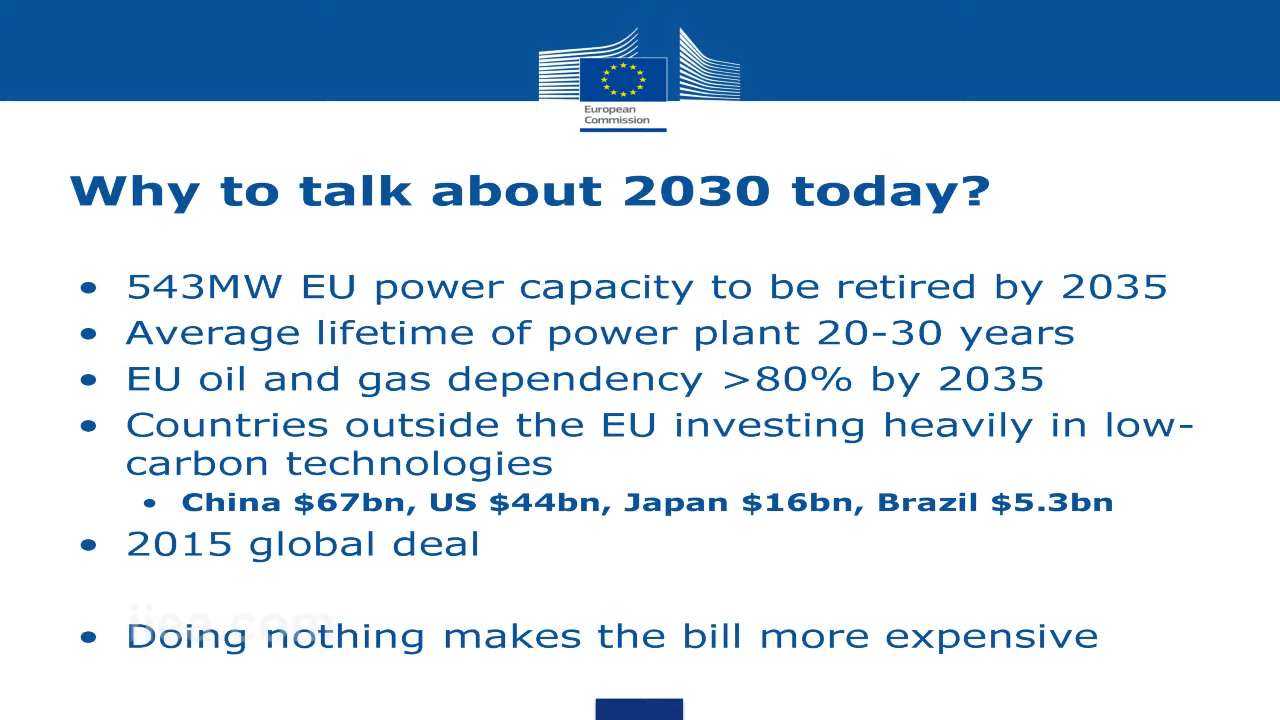 European
Commission
Why to talk about 2030 today?
• 543MW EU power capacity to be retired by 2035
• Average lifetime of power plant 20-30 years
• EU oil and gas dependency >80% by 2035
• Countries outside the EU investing heavily in low-
carbon technologies
• China $67bn, US $44bn, Japan $16bn, Brazil $5.3bn
• 2015 global deal
• Doing nothing makes the bill more expensive